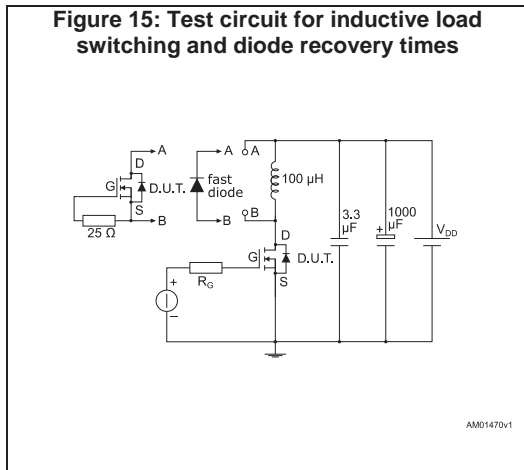 Figure 15: Test circuit for inductive load
switching and diode recovery times
A
D
G
D.U.T.
S
25 Ω
B
A
fast
diode
B
A
B
100 µH
D
G
D.U.T.
S
RG
+
–
3.3
µF
+
1000
µF
VDD
AM01470v1